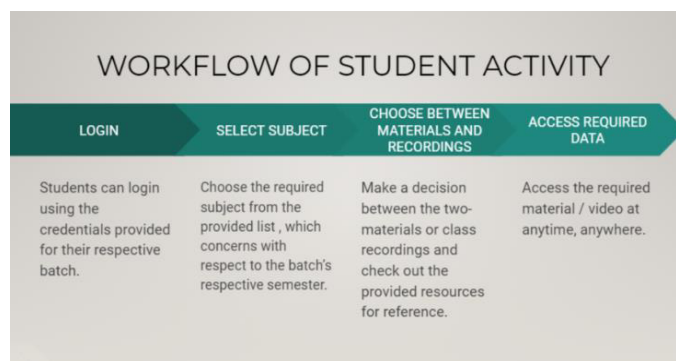 WORKFLOW OF STUDENT ACTIVITY
LOGIN
SELECT SUBJECT
CHOOSE BETWEEN
MATERIALS AND
RECORDINGS
ACCESS REQUIRED
DATA
Students can login
using the
credentials provided
for their respective
batch.
Choose the required
subject from the
provided list , which
concerns with
respect to the batch's
respective semester.
Make a decision
between the two-
materials or class
recordings and
check out the
provided resources
for reference.
Access the required
material / video at
anytime, anywhere.